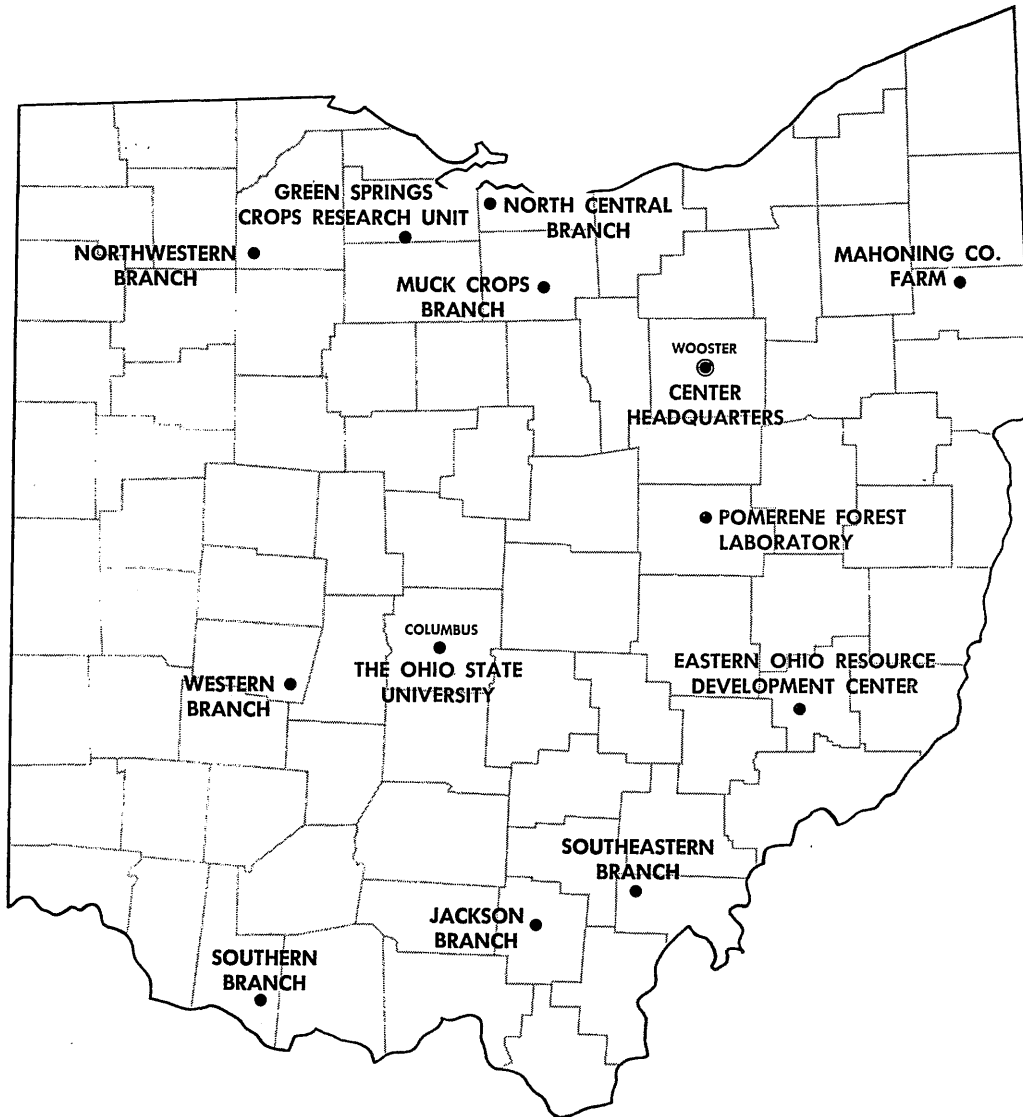 GREEN SPRINGS
CROPS RESEARCH UNIT
NORTH CENTRAL
BRANCH
NORTHWESTERN
BRANCH
MUCK CROPS
BRANCH
MAHONING CO.
FARM
WOOSTER
CENTER
HEADQUARTERS
POMERENE FOREST
LABORATORY
COLUMBUS
THE OHIO STATE
UNIVERSITY
WESTERN
BRANCH
EASTERN OHIO RESOURCE
DEVELOPMENT CENTER
SOUTHEASTERN
BRANCH
JACKSON
BRANCH
SOUTHERN
BRANCH